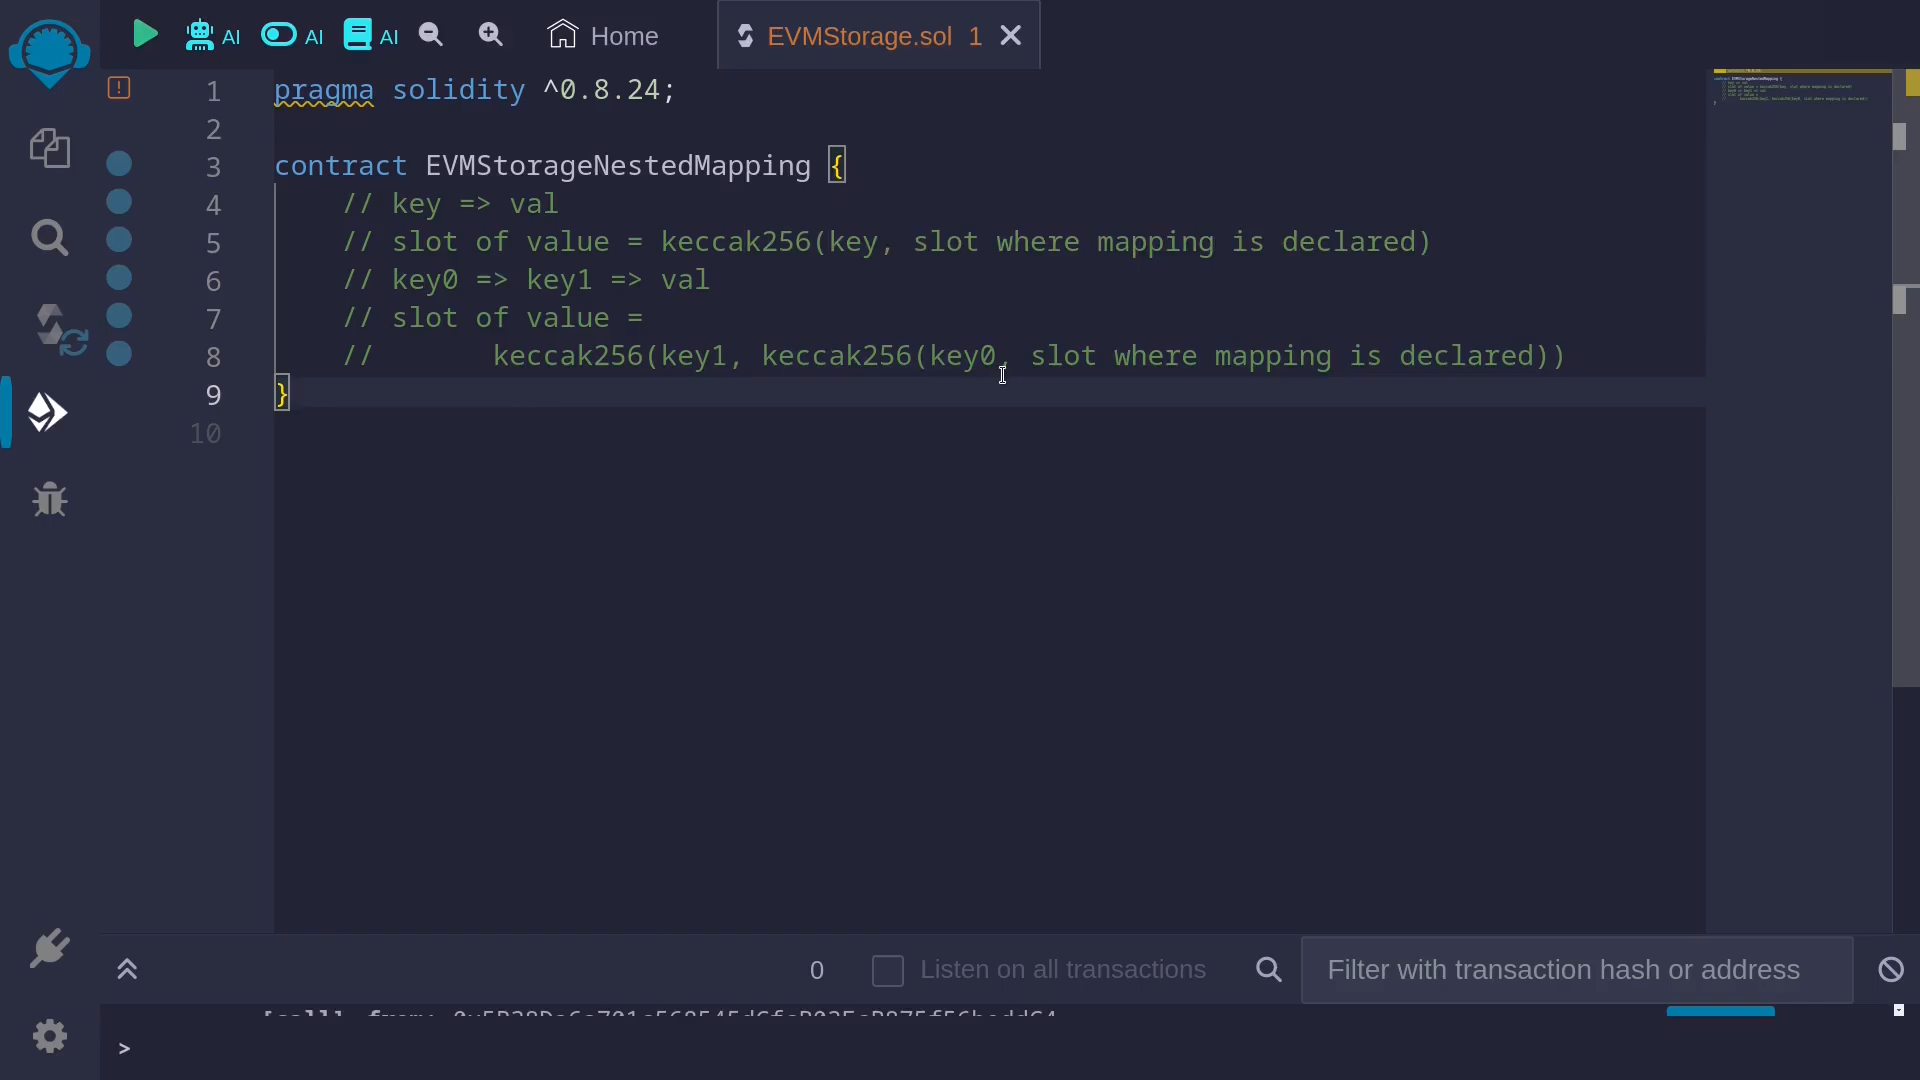 AI AI AI Home EVMStorage.sol 1
1 pragma solidity ^0.8.24;
2
3 contract EVMStorageNestedMapping {
4 // key => val
5 // slot of value = keccak256(key, slot where mapping is declared)
6 // key0 => key1 => val
7 // slot of value =
8 // keccak256(key1, keccak256(key0, slot where mapping is declared))
9 }
10
0 Listen on all transactions Filter with transaction hash or address
>